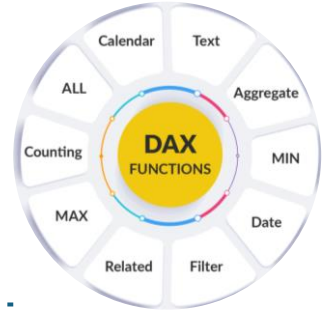 Calendar
Text
ALL
Aggregate
Counting
DAX
FUNCTIONS
MIN
MAX
Date
Related
Filter